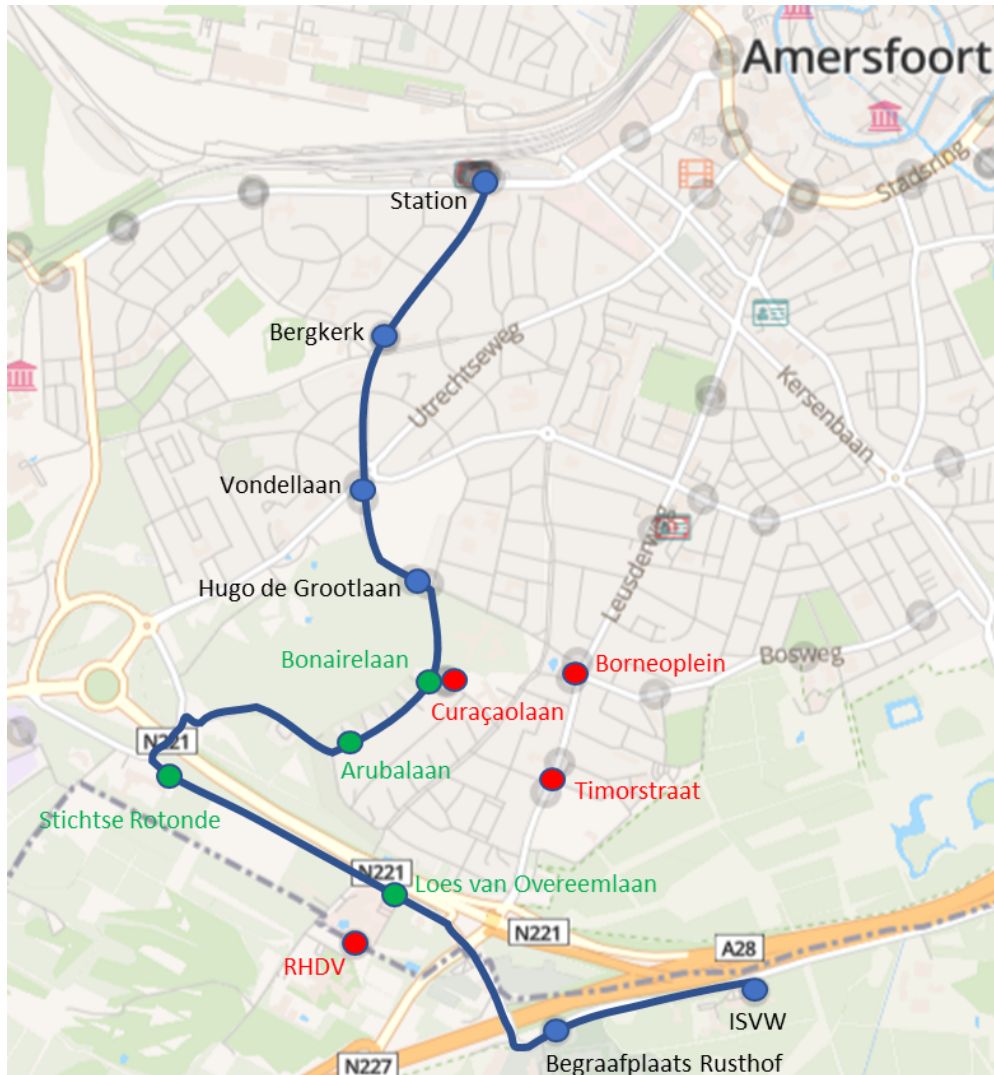 Amersfoort
Stadsring
Station
Bergkerk
Utrechtseweg
Kersenbaan
Vondellaan
Leusderweg
Hugo de Grootlaan
Bonairelaan
Borneoplein
Bosweg
Curaçaolaan
N221
Arubalaan
Timorstraat
Stichtse Rotonde
N221
Loes van Overeemlaan
N221
A28
RHDV
ISVW
N227
Begraafplaats Rusthof